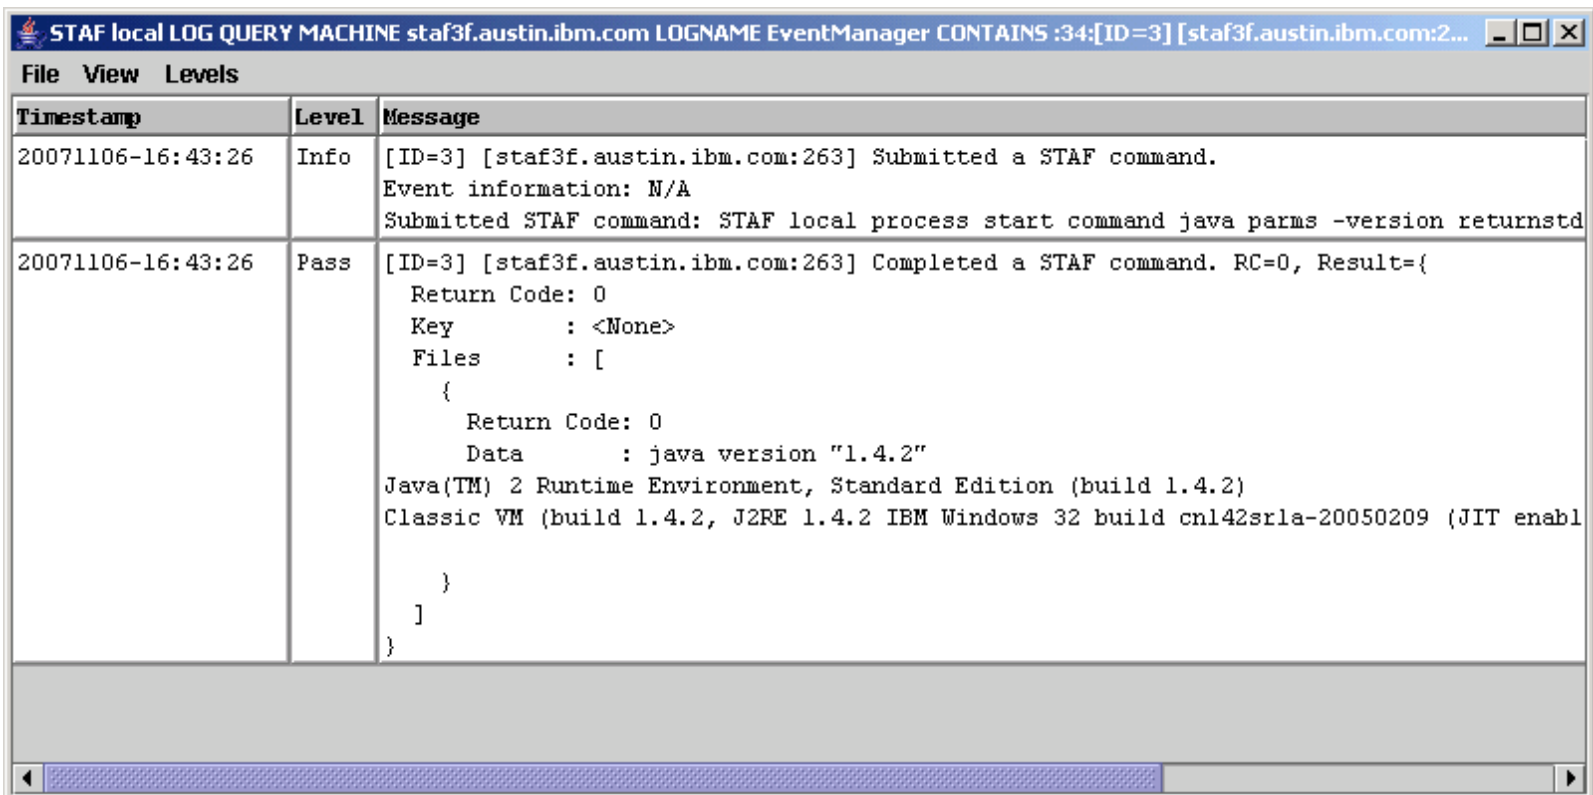 STAF local LOG QUERY MACHINE staf3f.austin.ibm.com LOGNAME EventManager CONTAINS :34:[ID=3] [staf3f.austin.ibm.com:2...
File View Levels
Timestamp Level Message
20071106-16:43:26 Info [ID=3] [staf3f.austin.ibm.com:263] Submitted a STAF command.
Event information: N/A
Submitted STAF command: STAF local process start command java parms -version returnstd
20071106-16:43:26 Pass [ID=3] [staf3f.austin.ibm.com:263] Completed a STAF command. RC=0, Result={
Return Code: 0
Key : <None>
Files : [
{
Return Code: 0
Data : java version "1.4.2"
Java(TM) 2 Runtime Environment, Standard Edition (build 1.4.2)
Classic VM (build 1.4.2, J2RE 1.4.2 IBM Windows 32 build cn142sr1a-20050209 (JIT enabl
}
]
}